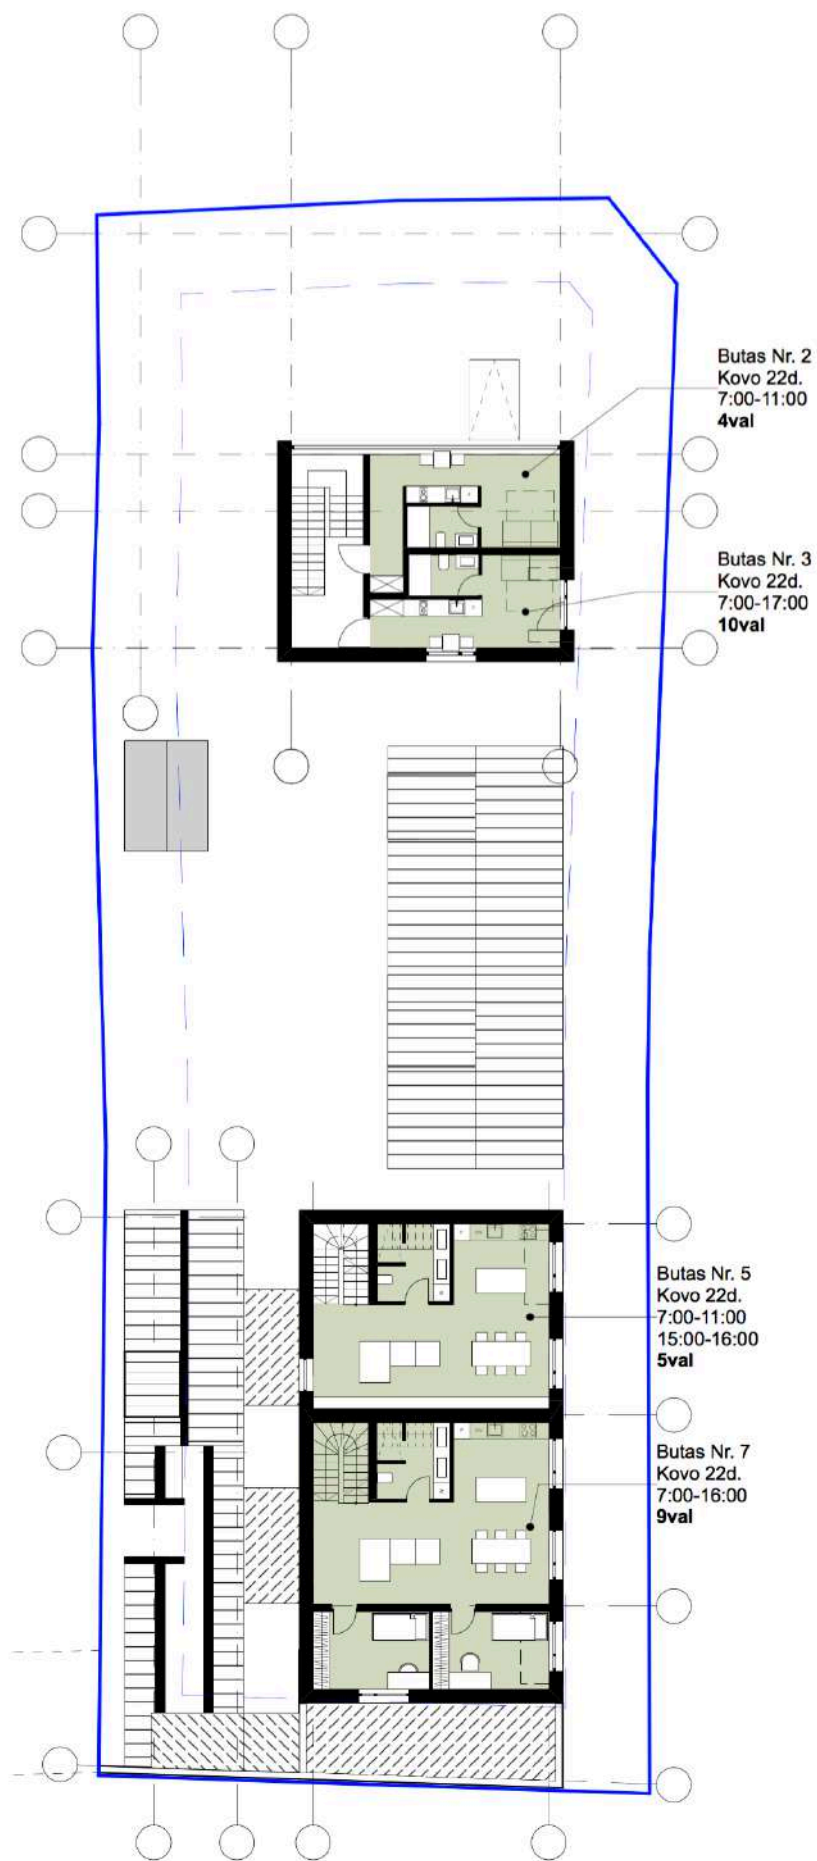 Butas Nr. 2
Kovo 22d.
7:00-11:00
4val
Butas Nr. 3
Kovo 22d.
7:00-17:00
10val
Butas Nr. 5
Kovo 22d.
7:00-11:00
15:00-16:00
5val
Butas Nr. 7
Kovo 22d.
7:00-16:00
9val